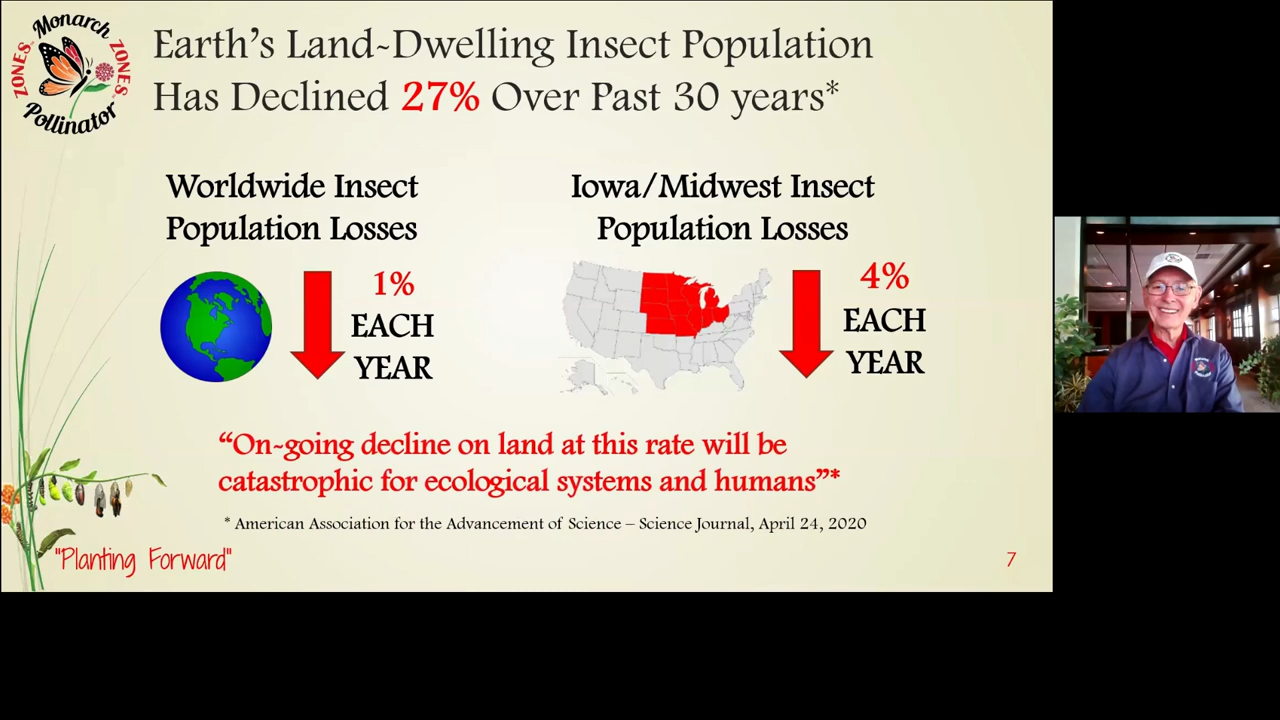 Monarch
ZONES
ZONES
Pollinator
Earth's Land-Dwelling Insect Population
Has Declined 27% Over Past 30 years*
Worldwide Insect
Population Losses
1%
EACH
YEAR
Iowa/Midwest Insect
Population Losses
4%
EACH
YEAR
“On-going decline on land at this rate will be
catastrophic for ecological systems and humans”*
* American Association for the Advancement of Science – Science Journal, April 24, 2020
"Planting Forward"
7